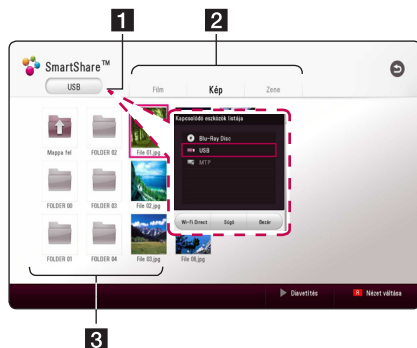 1
2
SmartShare™
USB
Film
Kép
Zene
Kapcsolódó eszközök listája
Blu-Ray Disc
USB
MTP
Wi-Fi Direct
Súgó
Bezár
Mappa fel
FOLDER 02
File 01.jpg
FOLDER 00
FOLDER 03
File 02.jpg
FOLDER 01
FOLDER 04
File 03.jpg
File 08.jpg
Diavetítés
R Nézet váltása
3